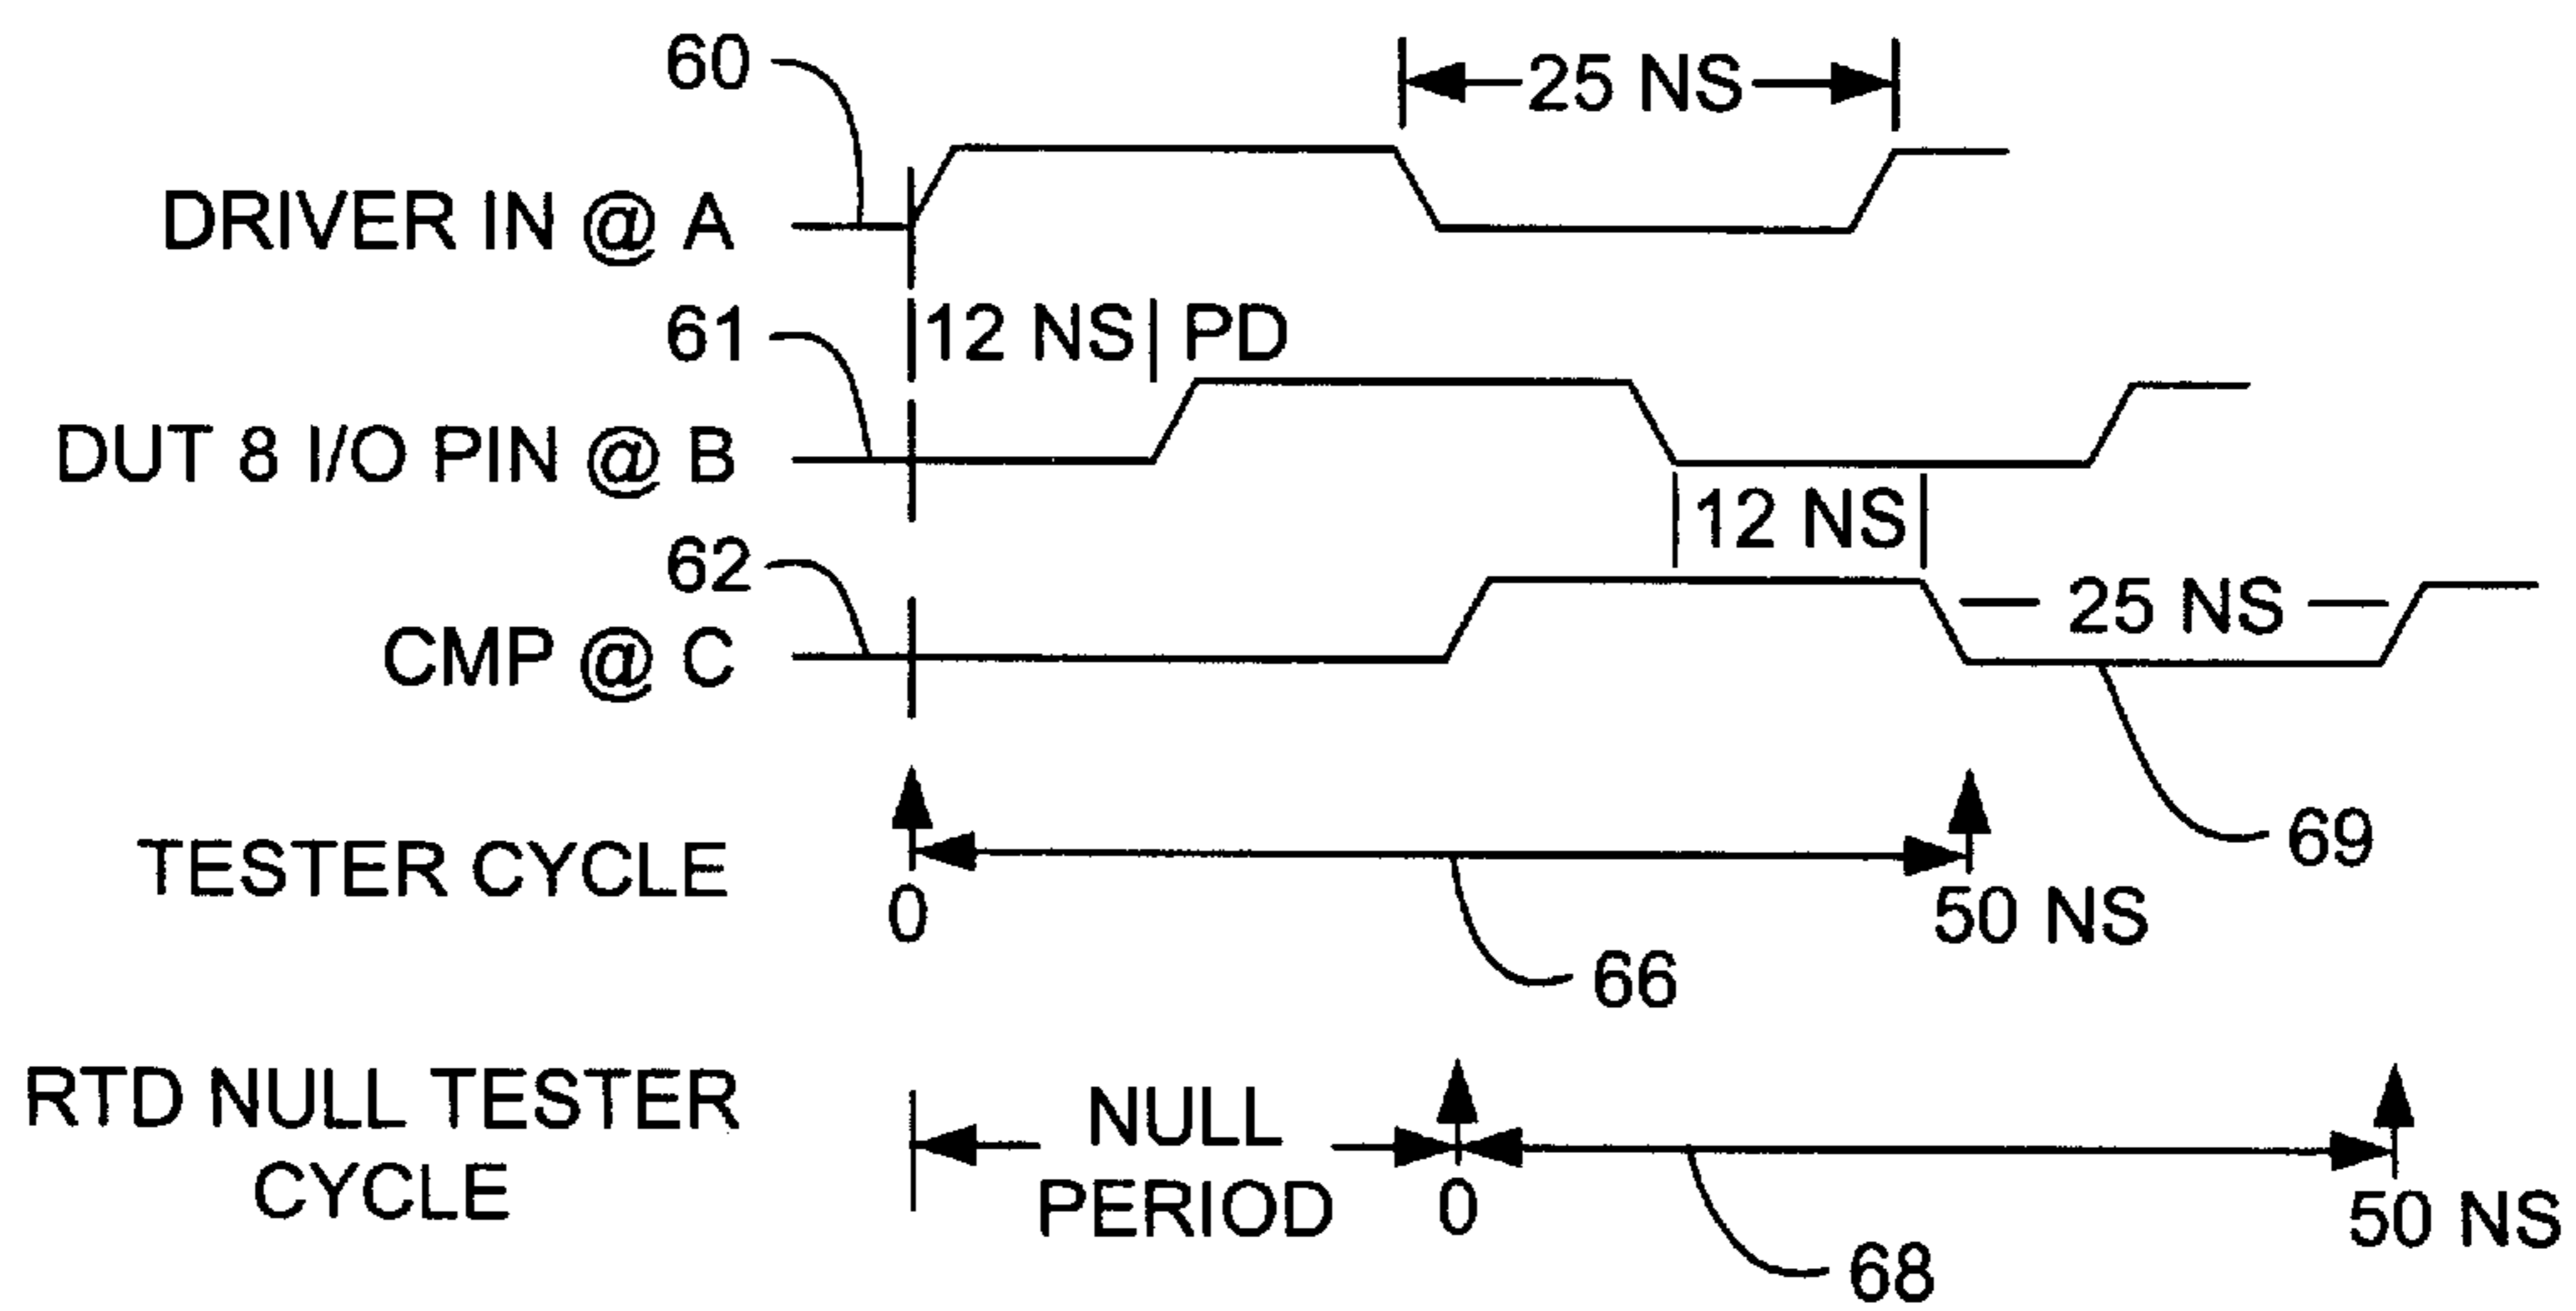 60
25 NS
DRIVER IN @ A
61
12 NS PD
DUT 8 I/O PIN @ B
12 NS
62
25 NS
CMP @ C
69
TESTER CYCLE
0
50 NS
66
RTD NULL TESTER
CYCLE
NULL
PERIOD
0
50 NS
68